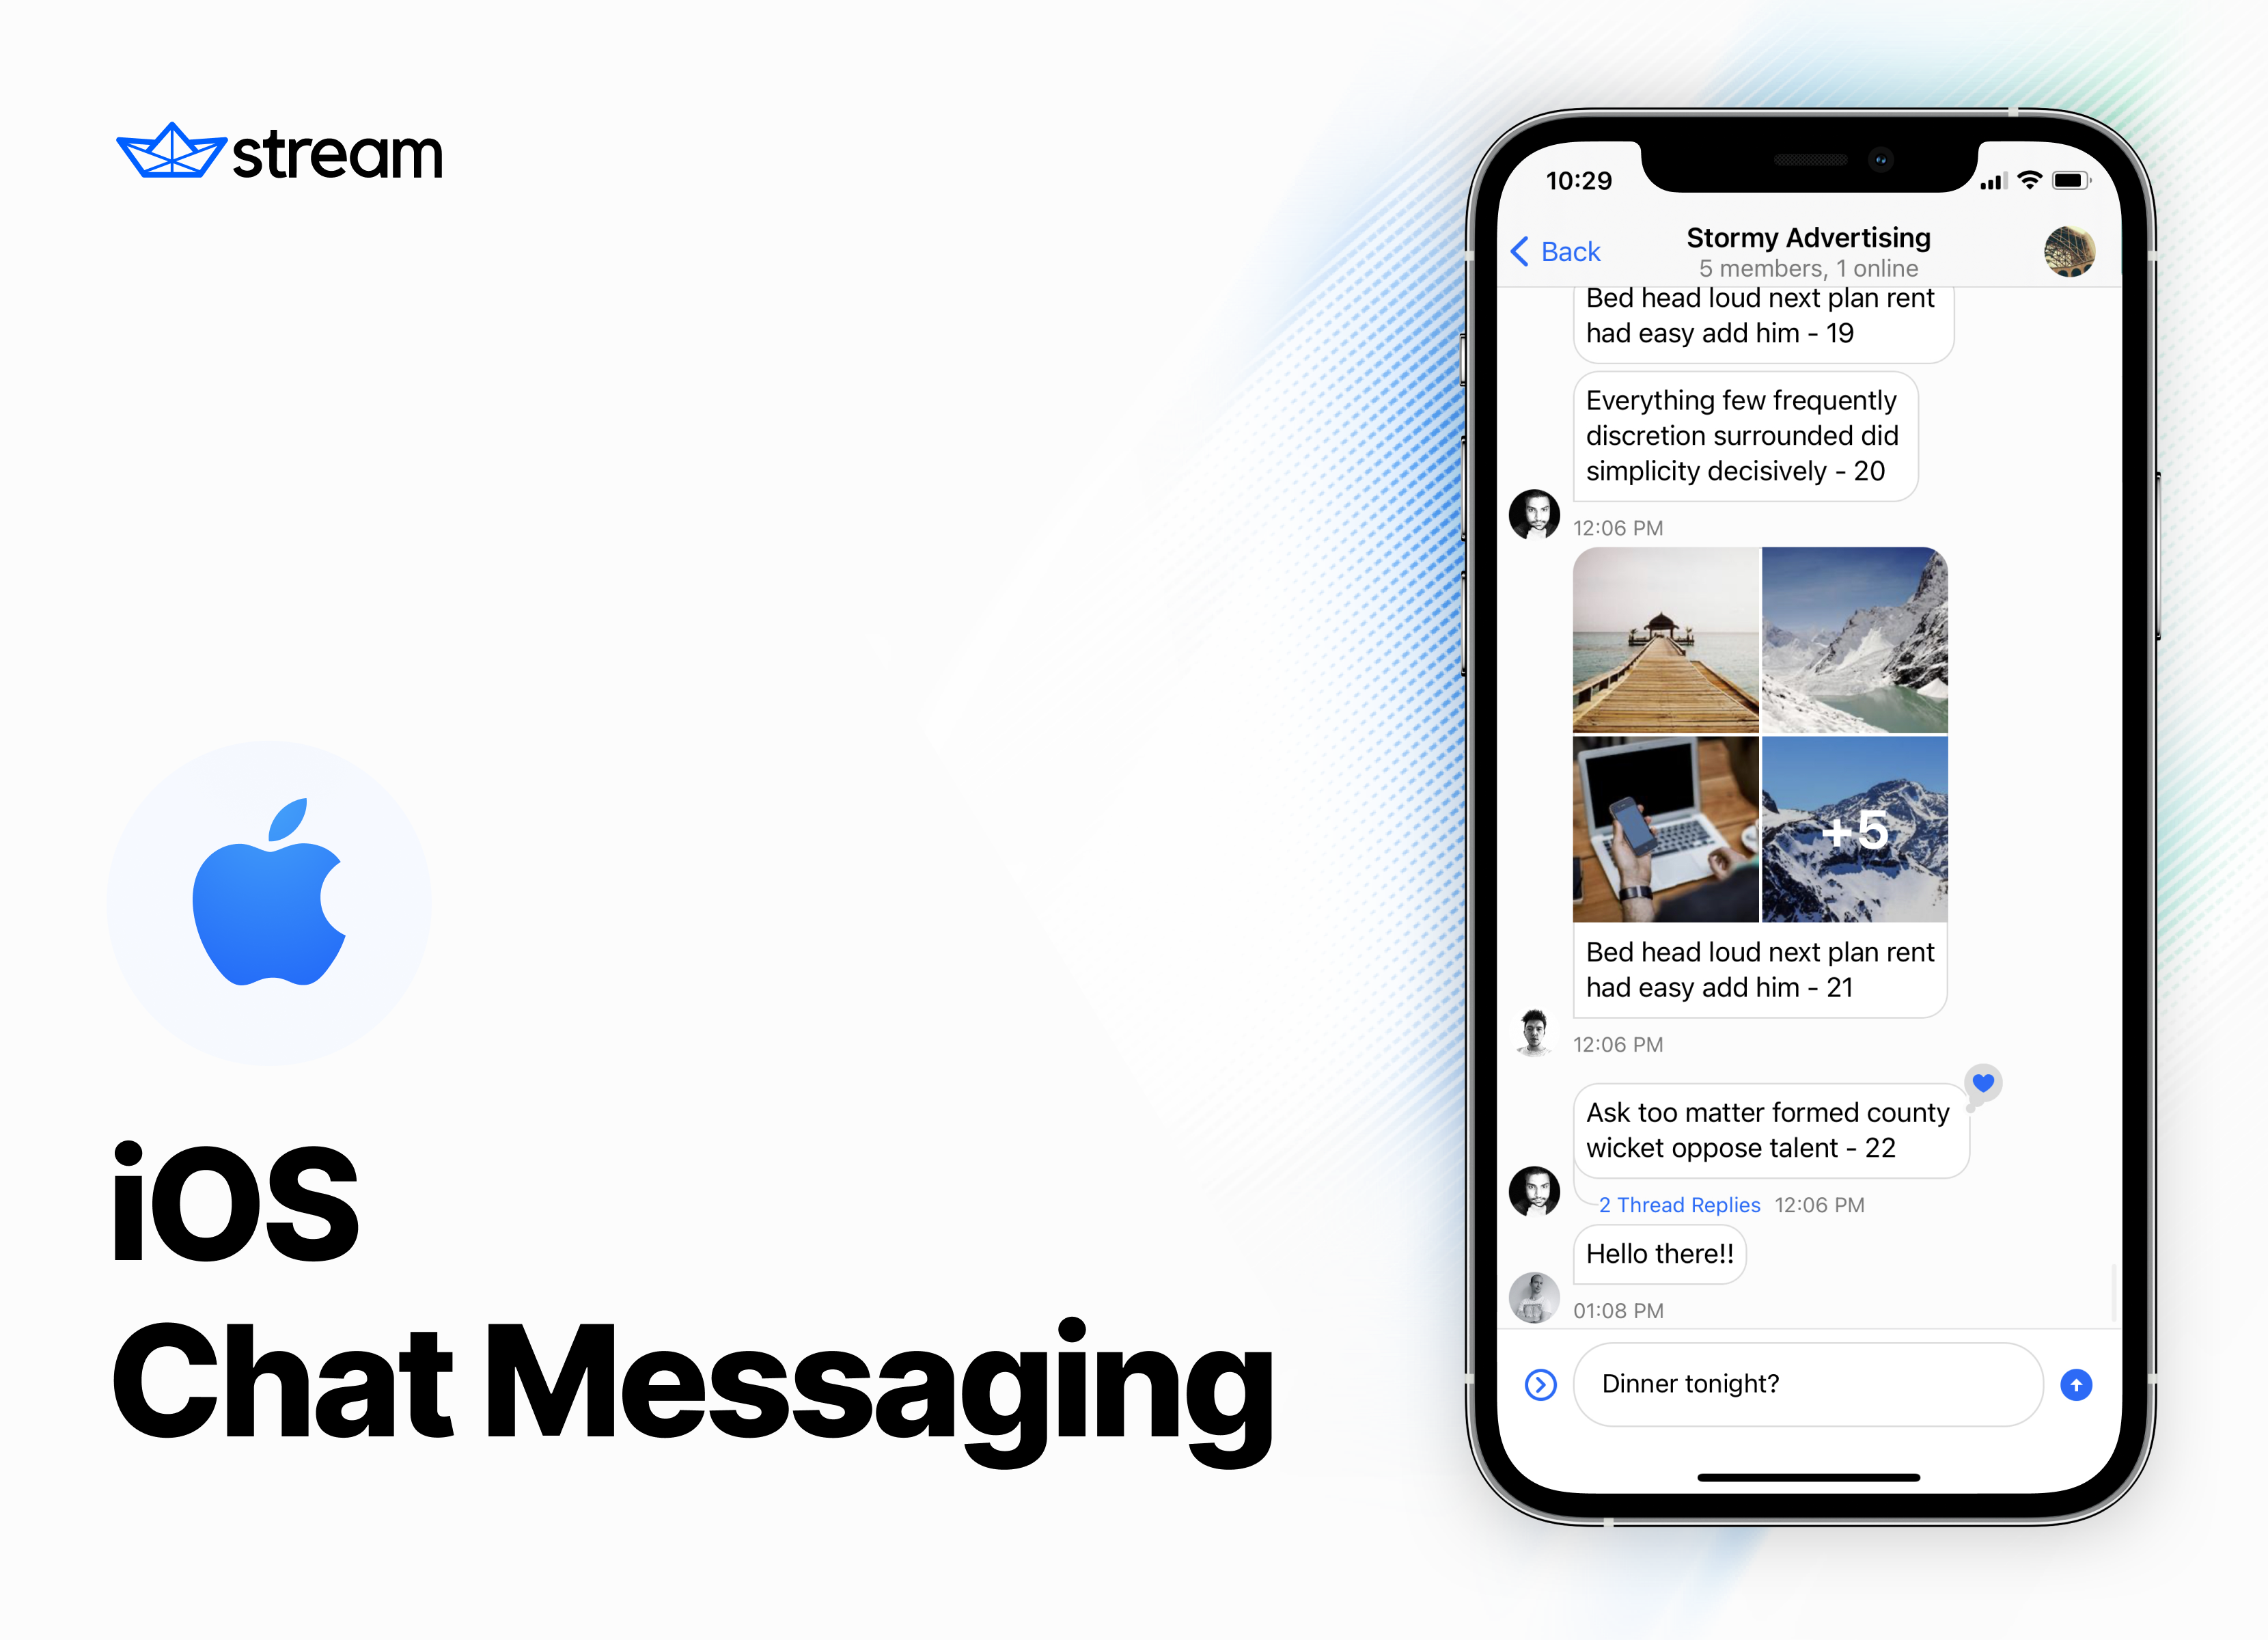 stream
iOS
Chat Messaging
10:29
Back
Stormy Advertising
5 members, 1 online
Bed head loud next plan rent
had easy add him - 19
Everything few frequently
discretion surrounded did
simplicity decisively - 20
12:06 PM
+5
Bed head loud next plan rent
had easy add him - 21
12:06 PM
Ask too matter formed county
wicket oppose talent - 22
2 Thread Replies 12:06 PM
Hello there!!
01:08 PM
Dinner tonight?